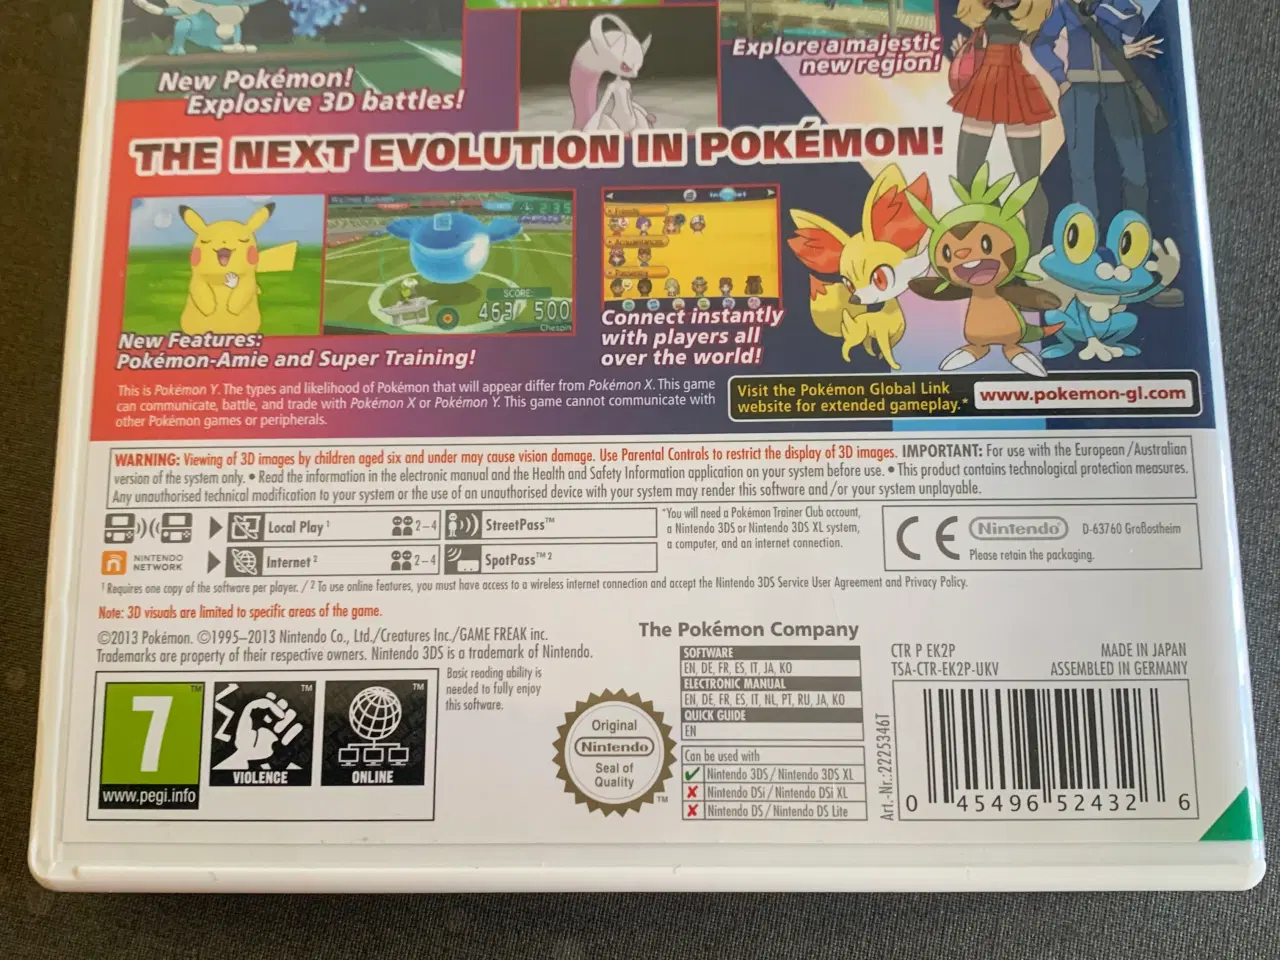 New Pokémon!
Explosive 3D battles!
Explore a majestic
new region!
THE NEXT EVOLUTION IN POKÉMON!
SCORE:
463/500
Chespin
New Features:
Pokémon-Amie and Super Training!
Connect instantly
with players all
over the world!
This is Pokémon Y. The types and likelihood of Pokémon that will appear differ from Pokémon X. This game
can communicate, battle, and trade with Pokémon X or Pokémon Y. This game cannot communicate with
other Pokémon games or peripherals.
Visit the Pokémon Global Link
website for extended gameplay.*
www.pokemon-gl.com
WARNING: Viewing of 3D images by children aged six and under may cause vision damage. Use Parental Controls to restrict the display of 3D images. IMPORTANT: For use with the European/Australian
version of the system only. • Read the information in the electronic manual and the Health and Safety Information application on your system before use. • This product contains technological protection measures.
Any unauthorised technical modification to your system or the use of an unauthorised device with your system may render this software and/or your system unplayable.
Local Play¹ 2–4
StreetPass™
NINTENDO
NETWORK
Internet² 2–4
SpotPass™²
*You will need a Pokémon Trainer Club account,
a Nintendo 3DS or Nintendo 3DS XL system,
a computer, and an internet connection.
CE
Nintendo®
D-63760 Großostheim
Please retain the packaging.
¹ Requires one copy of the software per player. / ² To use online features, you must have access to a wireless internet connection and accept the Nintendo 3DS Service User Agreement and Privacy Policy.
Note: 3D visuals are limited to specific areas of the game.
©2013 Pokémon. ©1995–2013 Nintendo Co., Ltd./Creatures Inc./GAME FREAK inc.
Trademarks are property of their respective owners. Nintendo 3DS is a trademark of Nintendo.
The Pokémon Company
7
™
www.pegi.info
VIOLENCE
™
ONLINE
™
Basic reading ability is
needed to fully enjoy
this software.
Original
Nintendo
Seal of
Quality
™
SOFTWARE
EN, DE, FR, ES, IT, JA, KO
ELECTRONIC MANUAL
EN, DE, FR, ES, IT, NL, PT, RU, JA, KO
QUICK GUIDE
EN
Can be used with
Nintendo 3DS / Nintendo 3DS XL
Nintendo DSi / Nintendo DSi XL
Nintendo DS / Nintendo DS Lite
CTR P EK2P
TSA-CTR-EK2P-UKV
MADE IN JAPAN
ASSEMBLED IN GERMANY
Art.-Nr.:2225346T
0 45496 52432 6